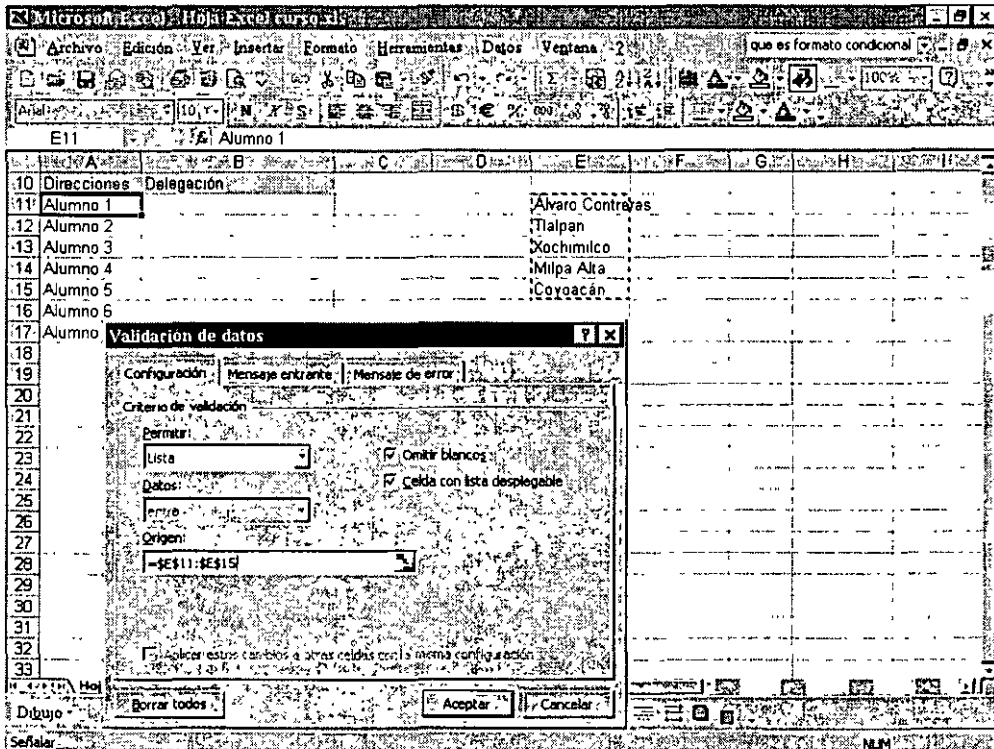 Microsoft Excel - Hoja Excel curso.xls
Archivo Edición Ver Insertar Formato Herramientas Datos Ventana ? que es formato condicional
100%
Arial 10 N K S € % 000
E11 fx Alumno 1
A B C D E F G H
10 Direcciones Delegación
11 Alumno 1 Alvaro Contreras
12 Alumno 2 Tlalpan
13 Alumno 3 Xochimilco
14 Alumno 4 Milpa Alta
15 Alumno 5 Coyoacán
16 Alumno 6
17 Alumno
Validación de datos
18
19 Configuración Mensaje entrante Mensaje de error
20
21 Criterio de validación
22 Permitir:
23 Lista Omitir blancos
24 Datos: Celda con lista desplegable
25 entre
26
27 Origen:
28 =$E$11:$E$15
29
30
31
32 Aplicar estos cambios a otras celdas con la misma configuración
33
Hoj
Borrar todos Aceptar Cancelar
Dibujo
Señalar NUM